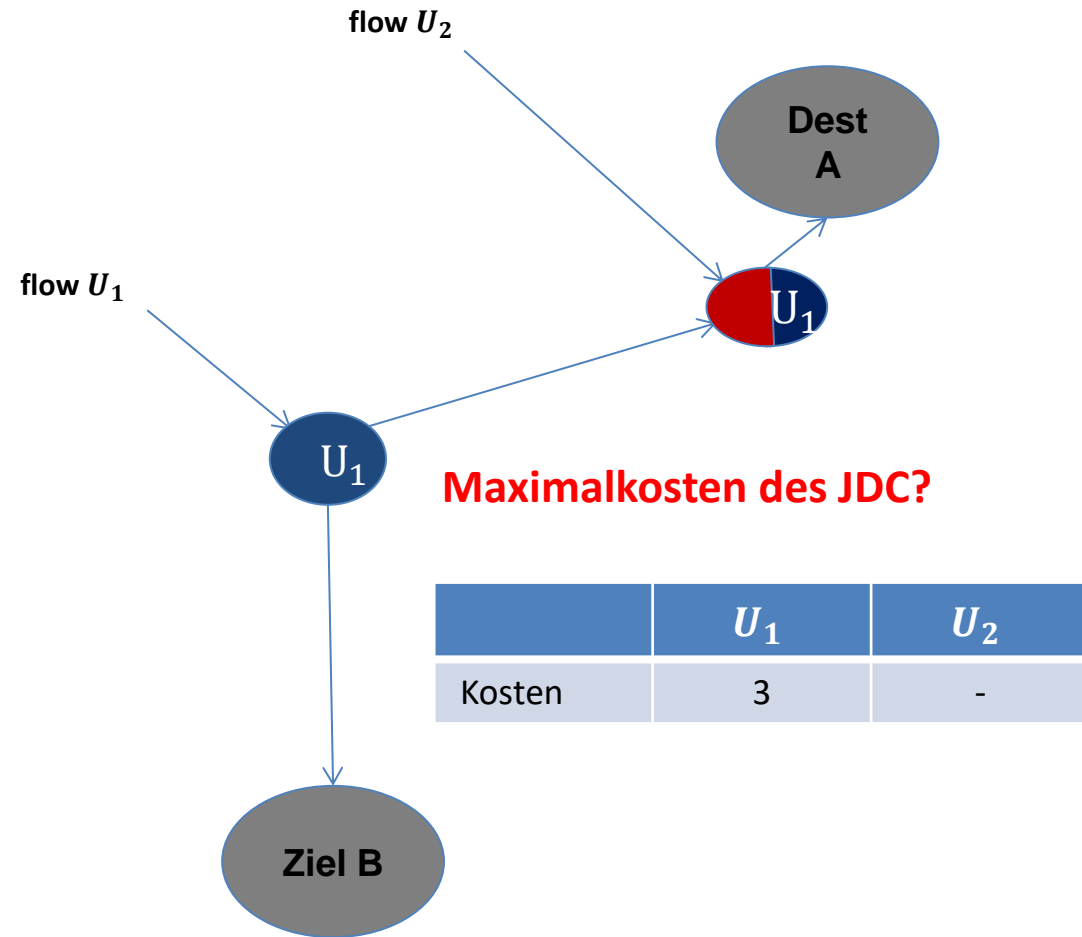 flow U₂
Dest
A
flow U₁
U₁
U₁
Maximalkosten des JDC?
U₁ U₂
Kosten 3 -
Ziel B